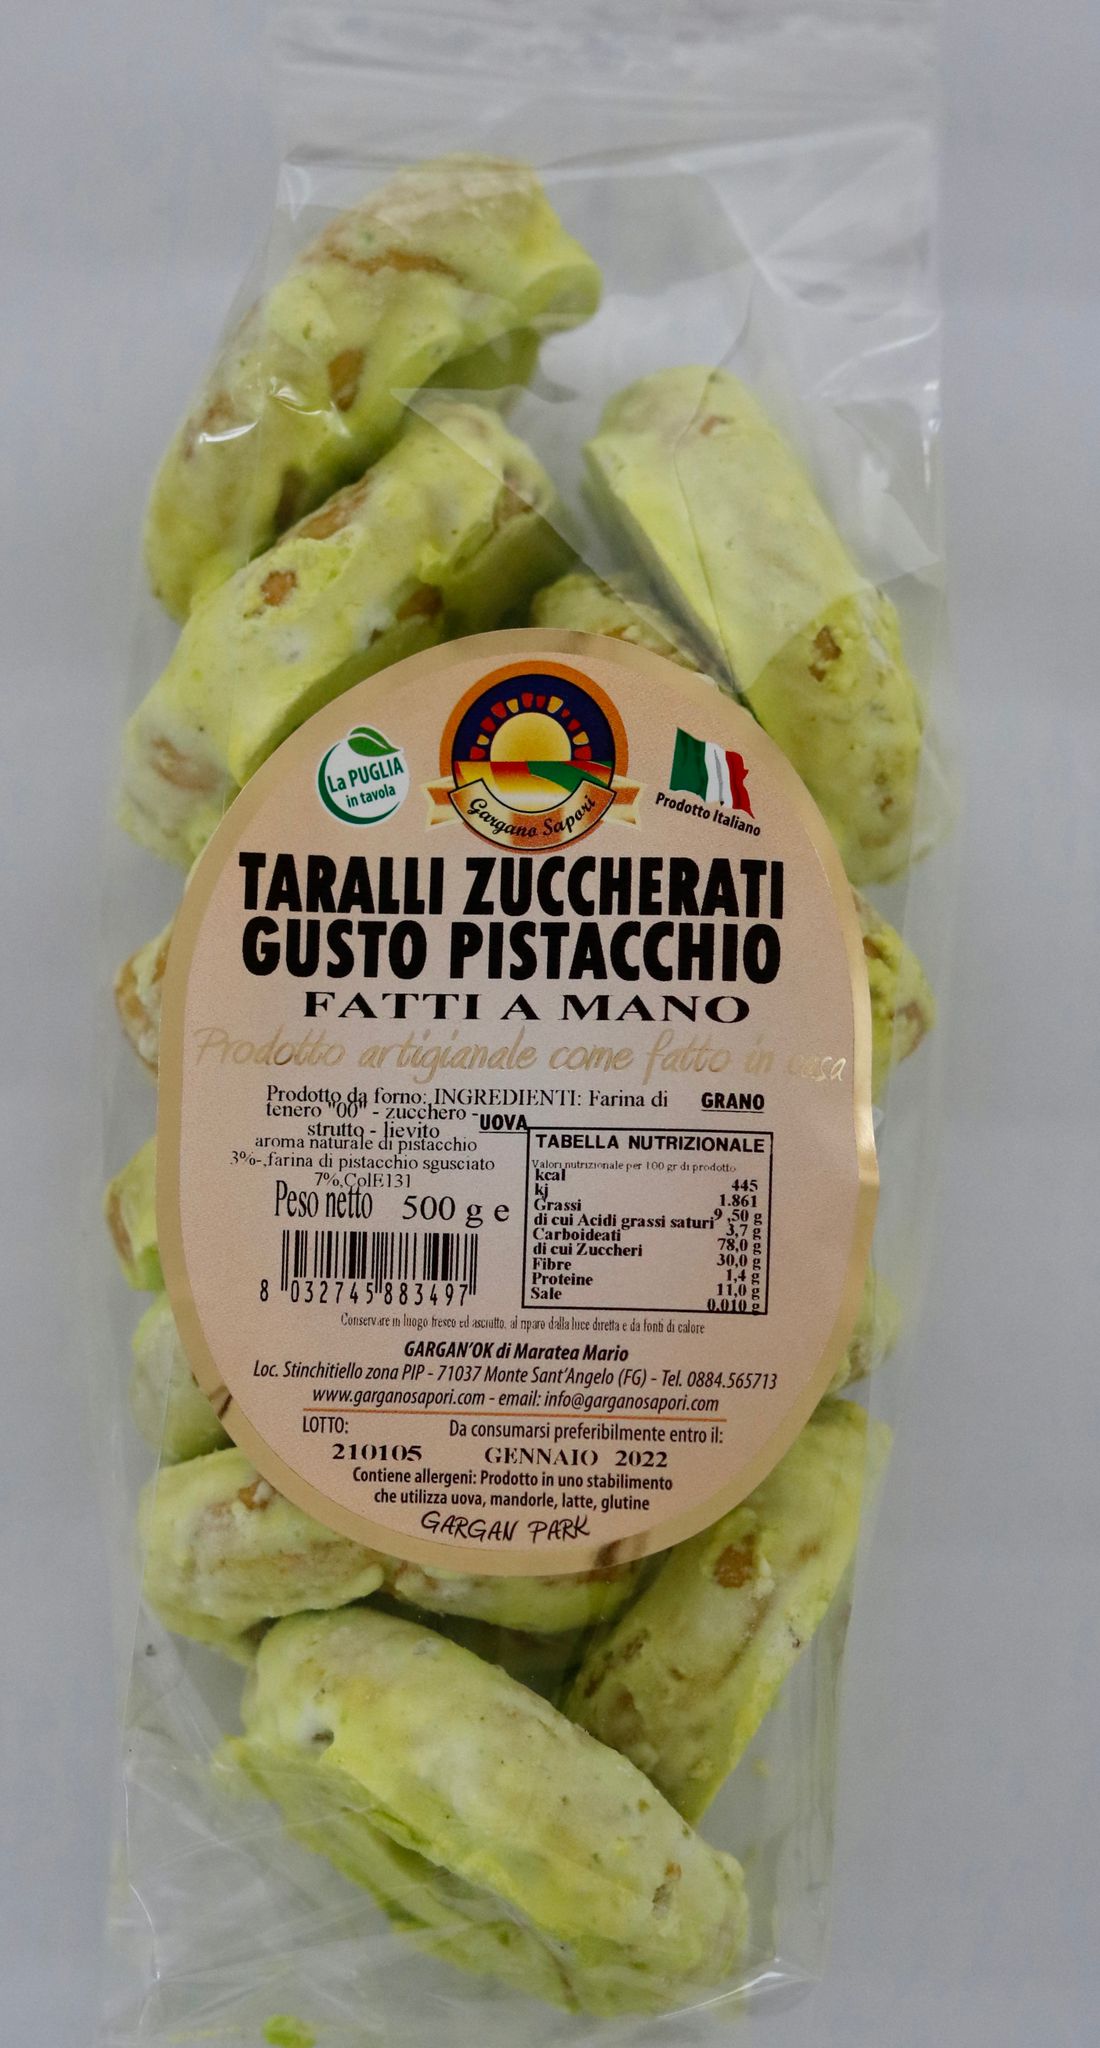 La PUGLIA
in tavola
Gargano Sapori
Prodotto Italiano
TARALLI ZUCCHERATI
GUSTO PISTACCHIO
FATTI A MANO
Prodotto artigianale come fatto in casa
Prodotto da forno: INGREDIENTI: Farina di GRANO
tenero "00" - zucchero - UOVA
strutto - lievito
aroma naturale di pistacchio
3%-,farina di pistacchio sgusciato
7%,ColE131
Peso netto 500 g e
8 032745 883497
TABELLA NUTRIZIONALE
Valori nutrizionale per 100 gr di prodotto
kcal 445
kj 1.861
Grassi 9,50 g
di cui Acidi grassi saturi 3,7 g
Carboideati 78,0 g
di cui Zuccheri 30,0 g
Fibre 1,4 g
Proteine 11,0 g
Sale 0.010 g
Conservare in luogo fresco ed asciutto, al riparo dalla luce diretta e da fonti di calore
GARGAN'OK di Maratea Mario
Loc. Stinchitiello zona PIP - 71037 Monte Sant'Angelo (FG) - Tel. 0884.565713
www.garganosapori.com - email: info@garganosapori.com
LOTTO: Da consumarsi preferibilmente entro il:
210105 GENNAIO 2022
Contiene allergeni: Prodotto in uno stabilimento
che utilizza uova, mandorle, latte, glutine
GARGAN PARK